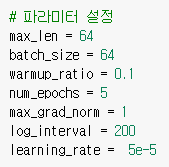 # 파라미터 설정
max_len = 64
batch_size = 64
warmup_ratio = 0.1
num_epochs = 5
max_grad_norm = 1
log_interval = 200
learning_rate =  5e-5